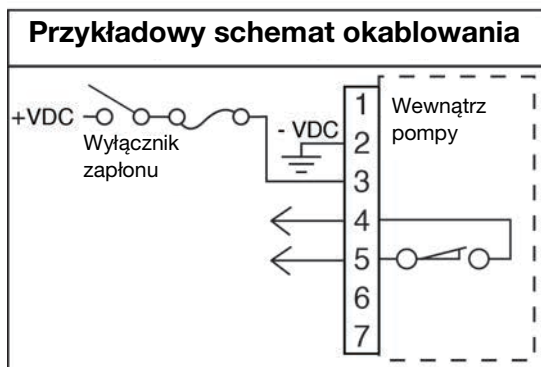 Przykładowy schemat okablowania
+VDC
Wyłącznik
zapłonu
- VDC
1
2
3
4
5
6
7
Wewnątrz
pompy